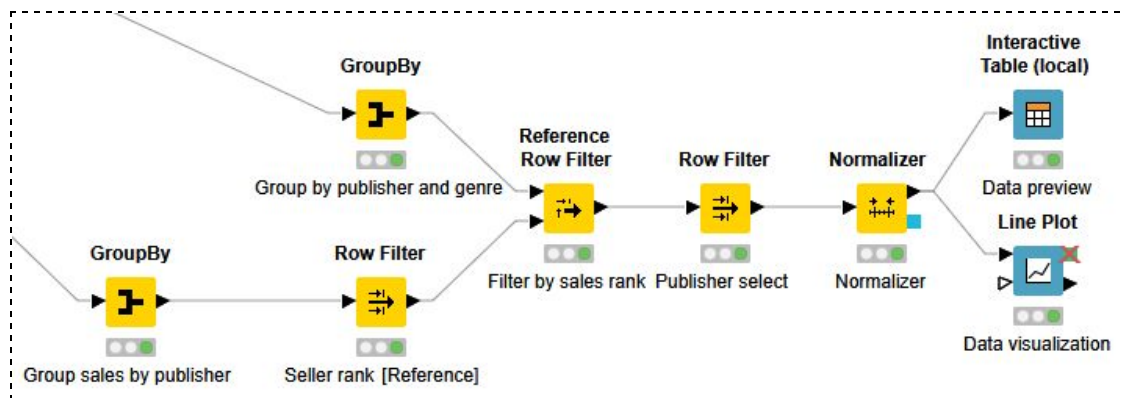 Interactive
Table (local)
GroupBy
Reference
Row Filter
Row Filter
Normalizer
Group by publisher and genre
Data preview
Line Plot
GroupBy
Row Filter
Filter by sales rank
Publisher select
Normalizer
Group sales by publisher
Seller rank [Reference]
Data visualization